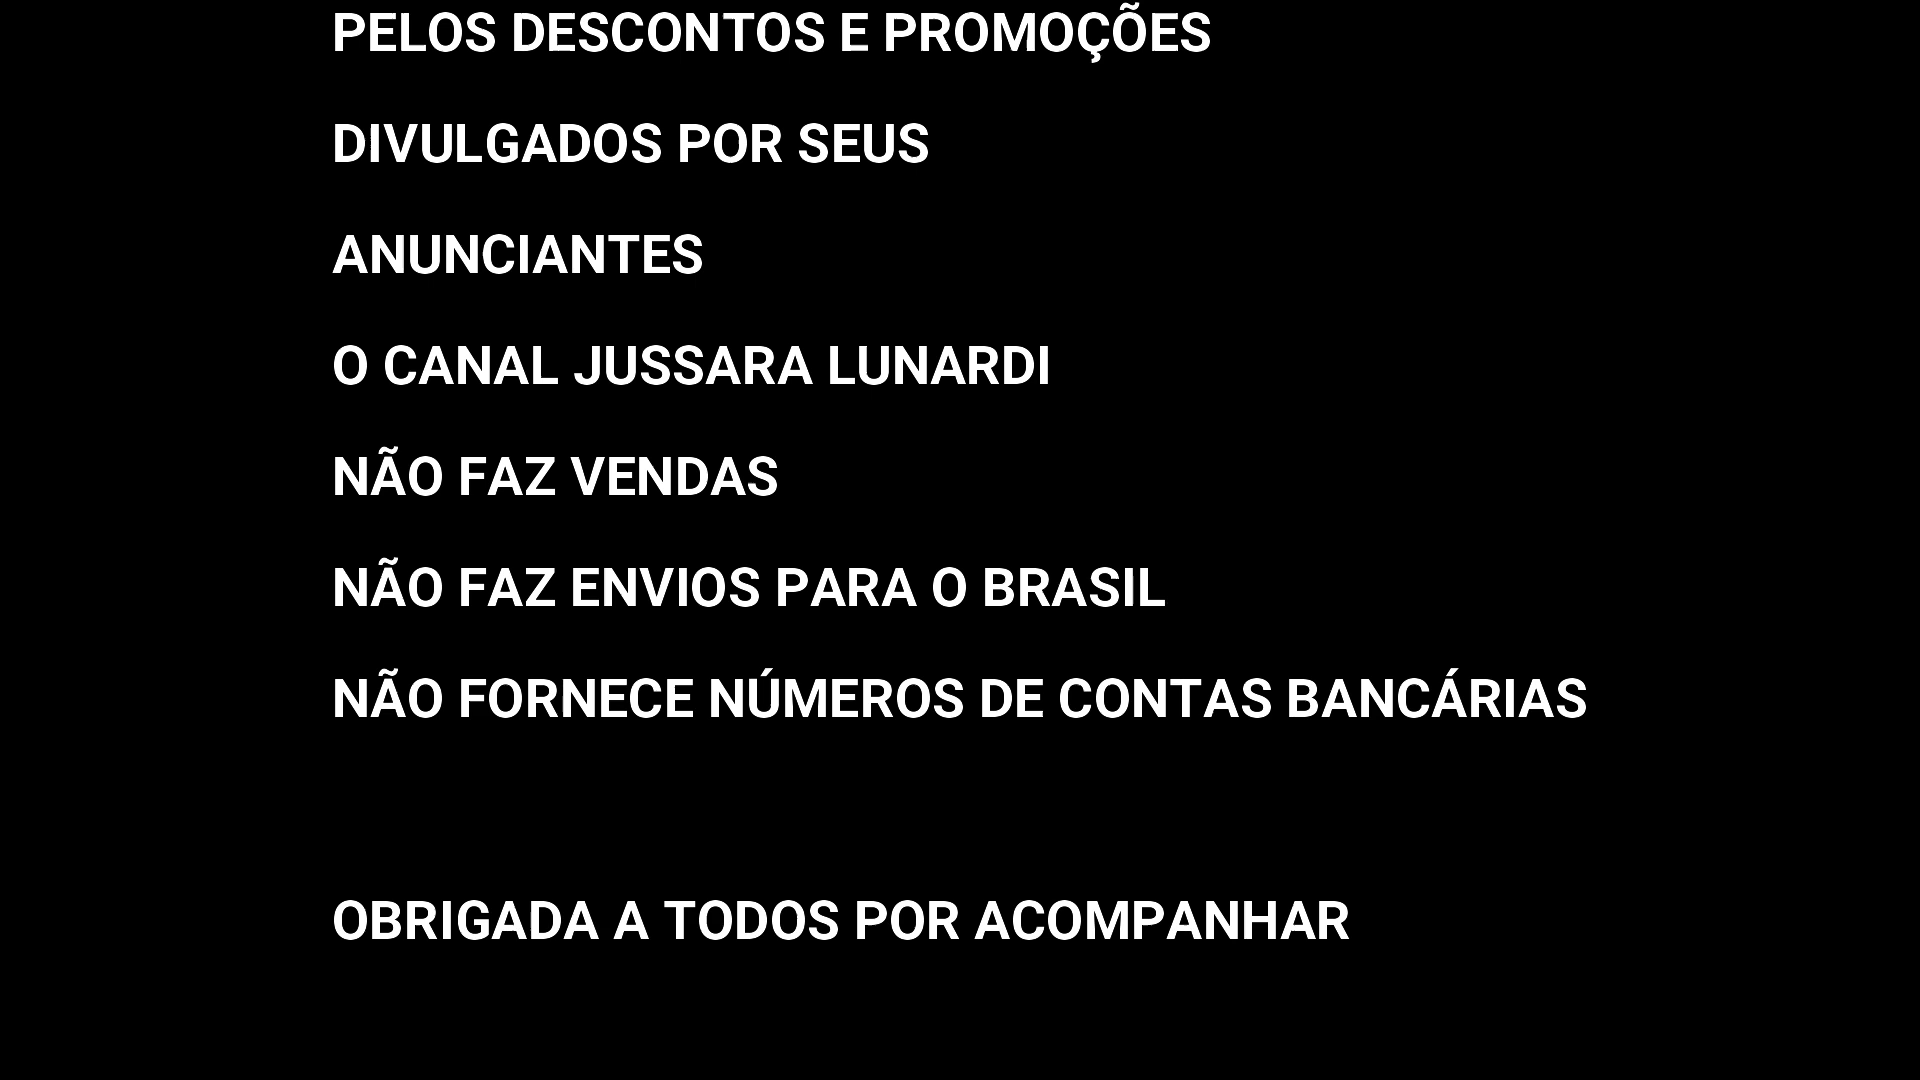 PELOS DESCONTOS E PROMOÇÕES
DIVULGADOS POR SEUS
ANUNCIANTES
O CANAL JUSSARA LUNARDI
NÃO FAZ VENDAS
NÃO FAZ ENVIOS PARA O BRASIL
NÃO FORNECE NÚMEROS DE CONTAS BANCÁRIAS
OBRIGADA A TODOS POR ACOMPANHAR